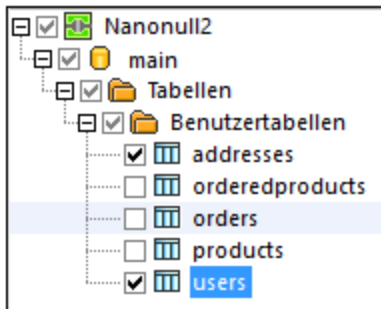 Nanonull2
main
Tabellen
Benutzertabellen
addresses
orderedproducts
orders
products
users